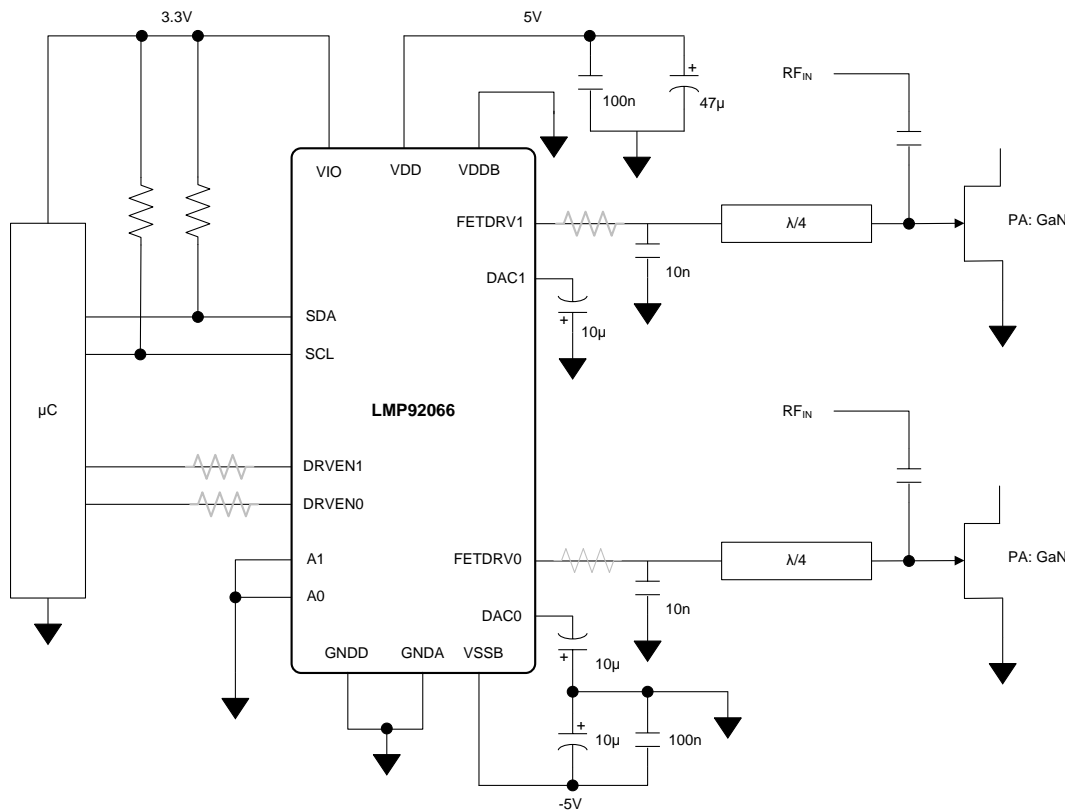 3.3V
5V
RF_IN
+
100n
47µ
VIO
VDD
VDDB
FETDRV1
λ/4
PA: GaN
10n
DAC1
+
10µ
SDA
SCL
µC
LMP92066
RF_IN
DRVEN1
DRVEN0
A1
FETDRV0
λ/4
PA: GaN
A0
10n
DAC0
GNDD
GNDA
VSSB
+
10µ
+
10µ
100n
-5V